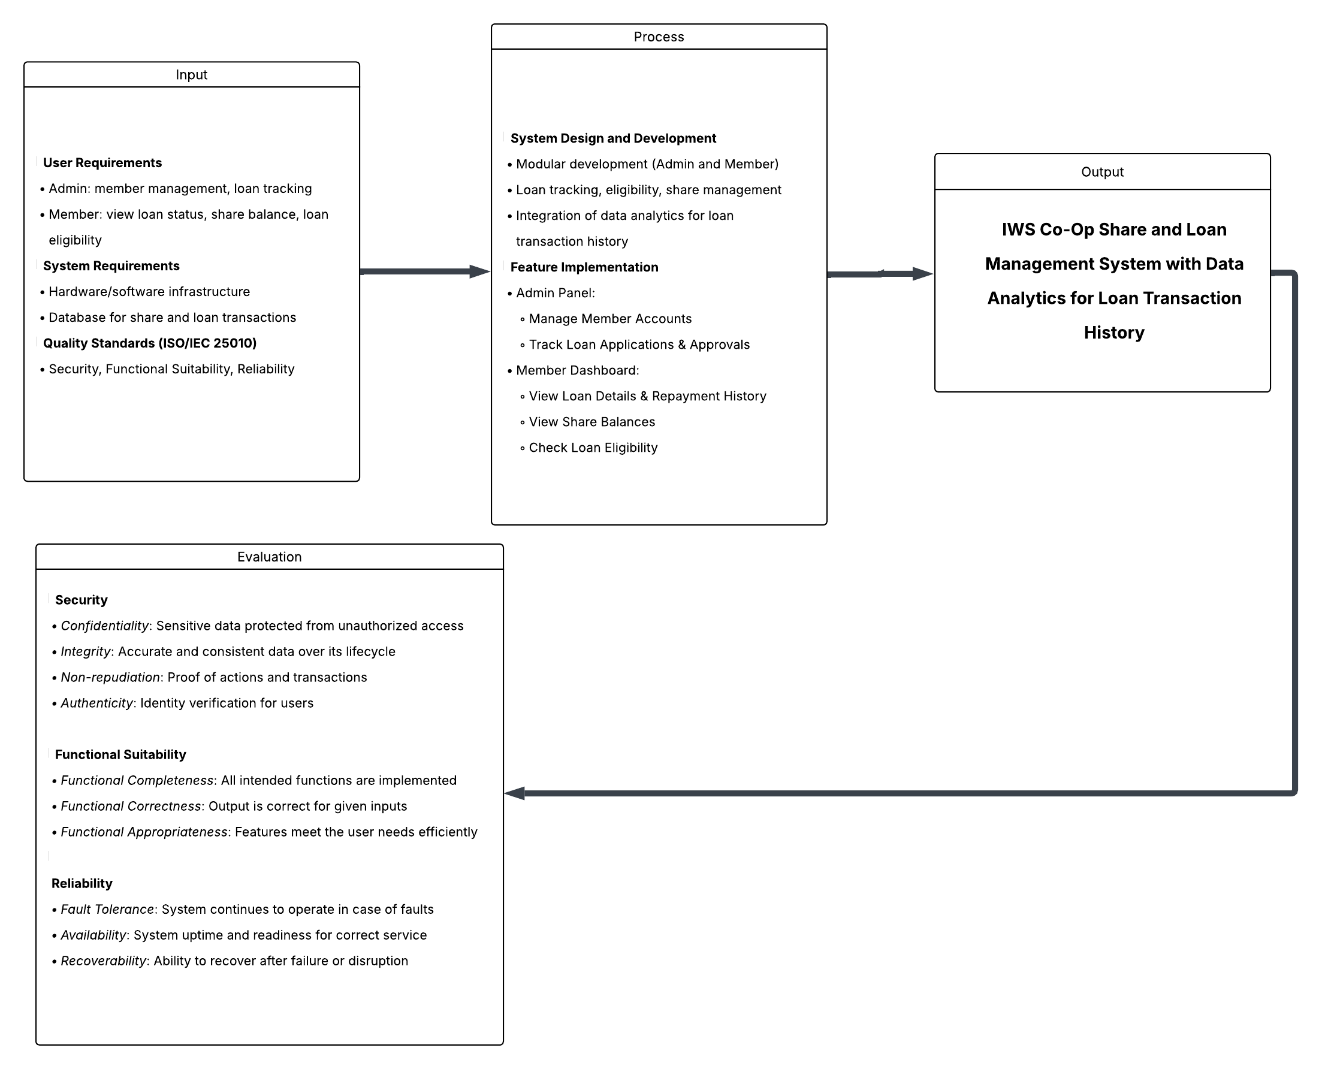 Input
User Requirements
• Admin: member management, loan tracking
• Member: view loan status, share balance, loan
eligibility
System Requirements
• Hardware/software infrastructure
• Database for share and loan transactions
Quality Standards (ISO/IEC 25010)
• Security, Functional Suitability, Reliability
Process
System Design and Development
• Modular development (Admin and Member)
• Loan tracking, eligibility, share management
• Integration of data analytics for loan
transaction history
Feature Implementation
• Admin Panel:
◦ Manage Member Accounts
◦ Track Loan Applications & Approvals
• Member Dashboard:
◦ View Loan Details & Repayment History
◦ View Share Balances
◦ Check Loan Eligibility
Output
IWS Co-Op Share and Loan
Management System with Data
Analytics for Loan Transaction
History
Evaluation
Security
• Confidentiality: Sensitive data protected from unauthorized access
• Integrity: Accurate and consistent data over its lifecycle
• Non-repudiation: Proof of actions and transactions
• Authenticity: Identity verification for users
Functional Suitability
• Functional Completeness: All intended functions are implemented
• Functional Correctness: Output is correct for given inputs
• Functional Appropriateness: Features meet the user needs efficiently
Reliability
• Fault Tolerance: System continues to operate in case of faults
• Availability: System uptime and readiness for correct service
• Recoverability: Ability to recover after failure or disruption